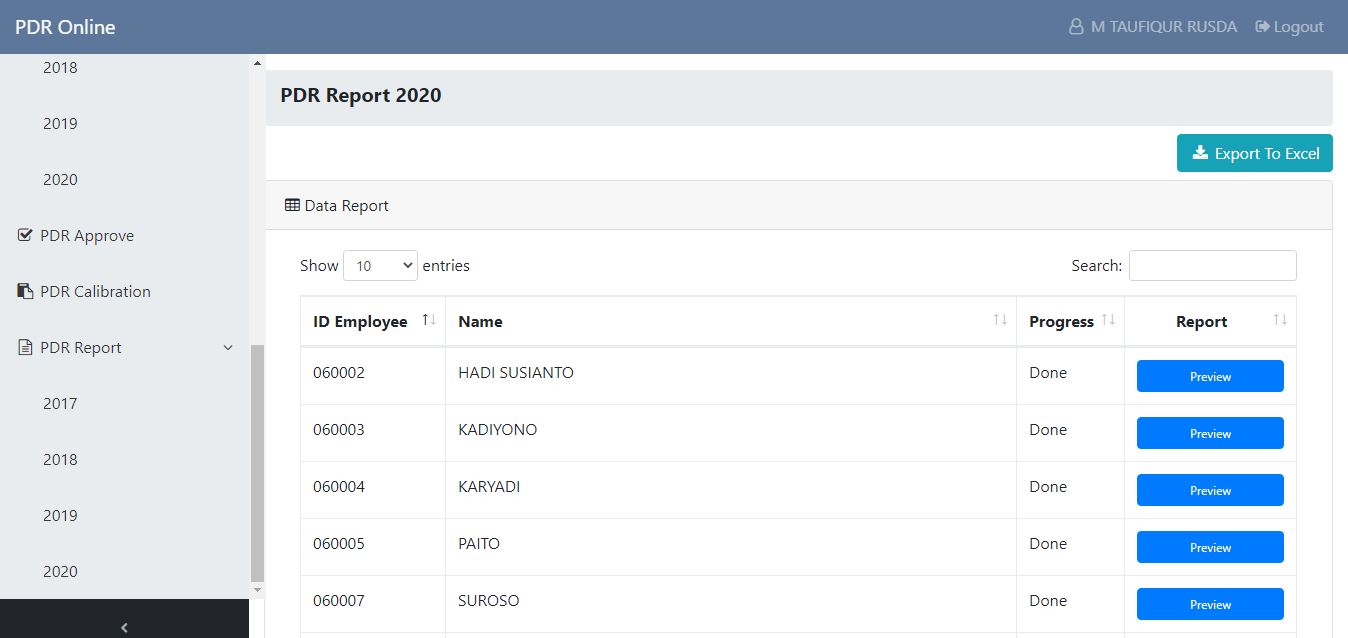 PDR Online
M TAUFIQUR RUSDA Logout
2018
2019
2020
PDR Approve
PDR Calibration
PDR Report
2017
2018
2019
2020
PDR Report 2020
Export To Excel
Data Report
Show 10 entries Search:
ID Employee Name Progress Report
060002 HADI SUSIANTO Done Preview
060003 KADIYONO Done Preview
060004 KARYADI Done Preview
060005 PAITO Done Preview
060007 SUROSO Done Preview